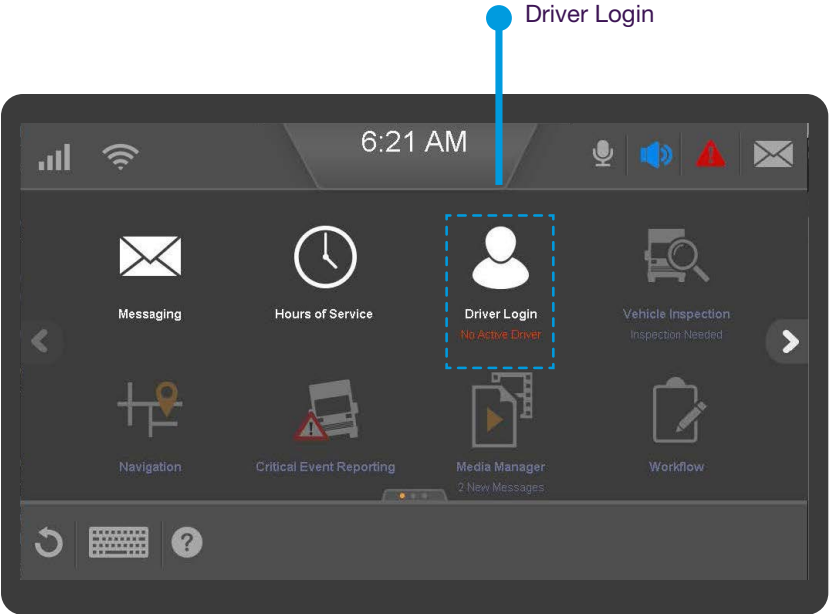 Driver Login
6:21 AM
Messaging
Hours of Service
Driver Login
No Active Driver
Vehicle Inspection
Inspection Needed
Navigation
Critical Event Reporting
Media Manager
2 New Messages
Workflow
?